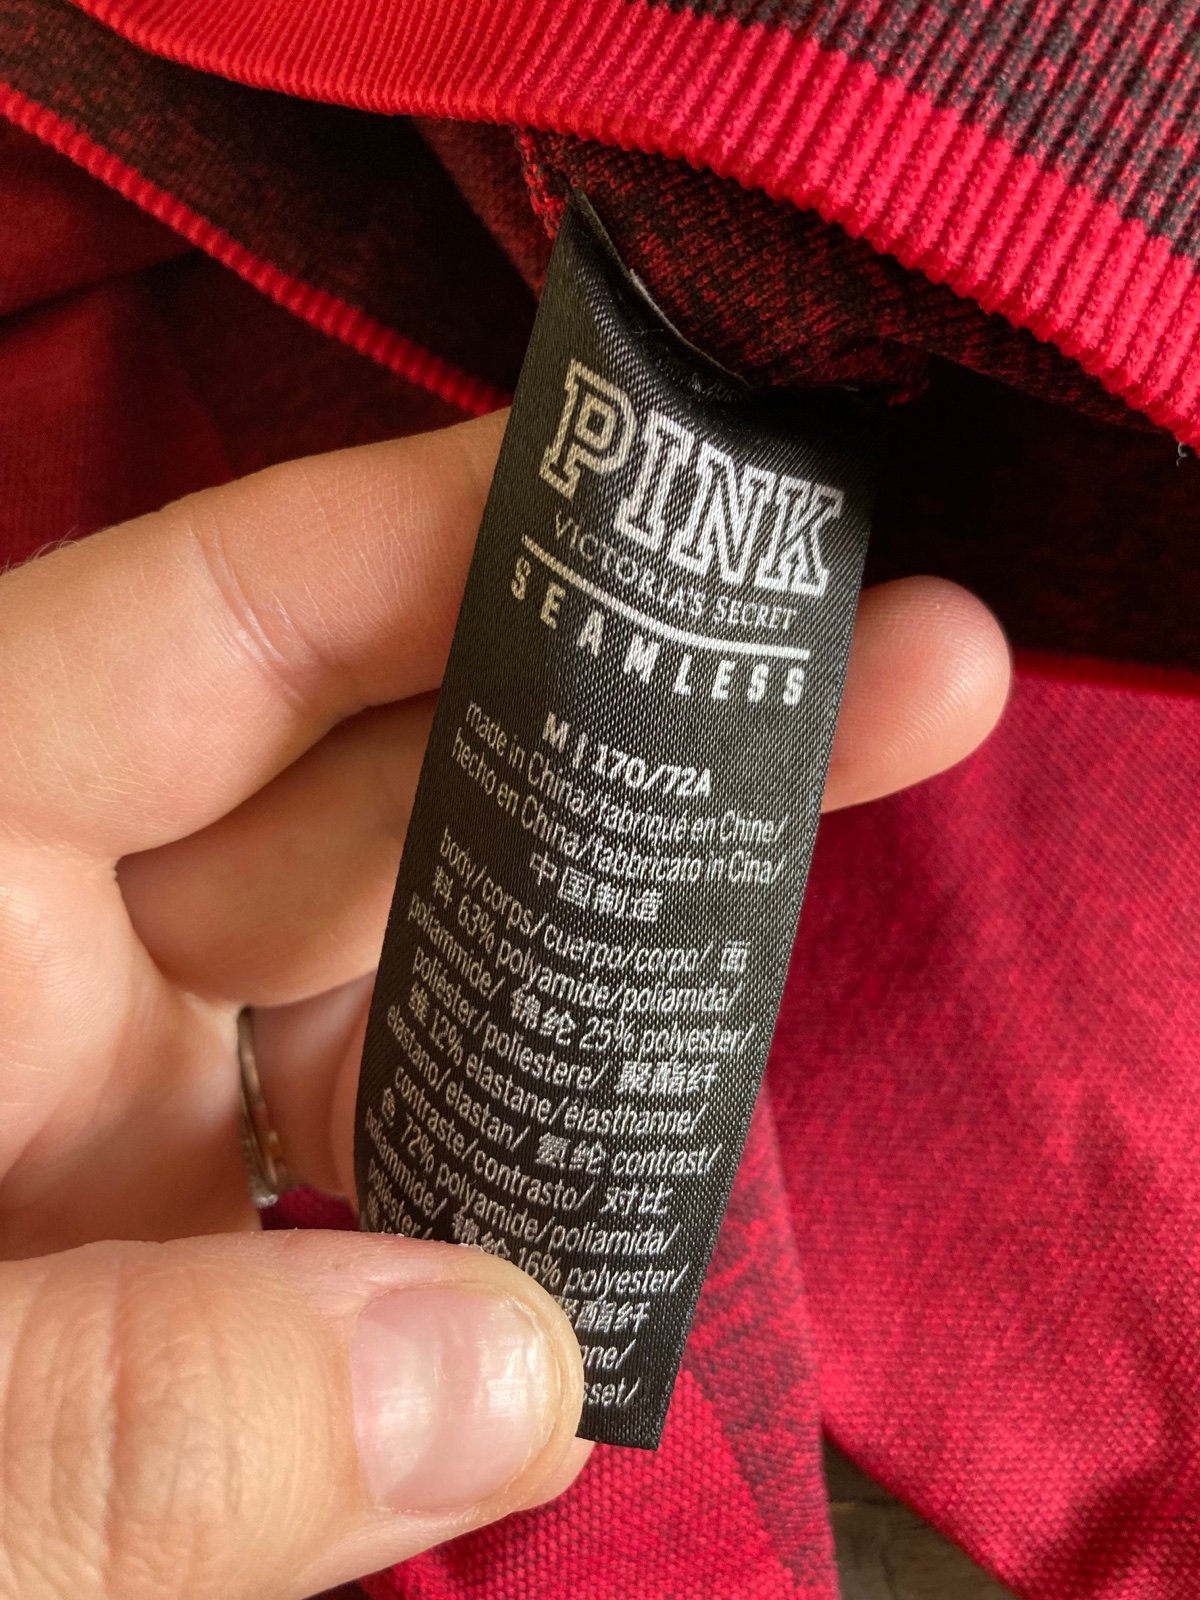 PINK
VICTORIA'S SECRET
SEAMLESS
M | 170/72A
made in China/fabriqué en Chine/
hecho en China/fabbricato in Cina/
中国制造
body/corps/cuerpo/corpo/ 面
料 63% polyamide/poliamida/
poliammide/ 锦纶 25% polyester/
poliéster/poliestere/ 聚酯纤
维 12% elastane/elasthanne/
elastano/elastan/ 氨纶 contrast/
contraste/contrasto/ 对比
色 72% polyamide/poliamida/
poliammide/ 锦纶 16% polyester/
酯纤